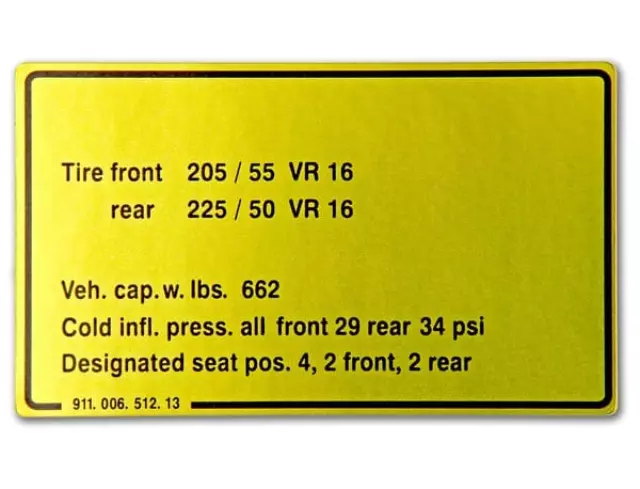 Tire front 205 / 55 VR 16
rear 225 / 50 VR 16
Veh. cap. w. lbs. 662
Cold infl. press. all front 29 rear 34 psi
Designated seat pos. 4, 2 front, 2 rear
911. 006. 512. 13